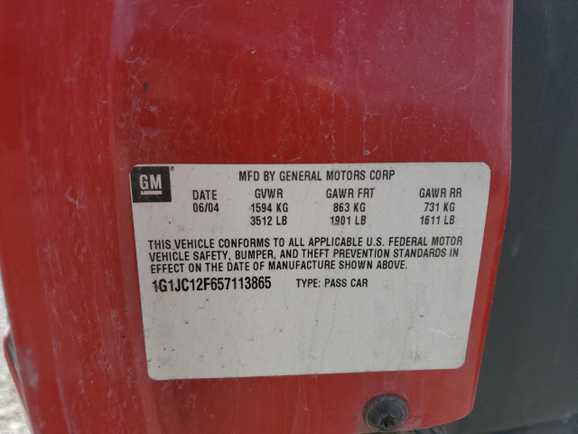 GM ® MFD BY GENERAL MOTORS CORP
DATE GVWR GAWR FRT GAWR RR
06/04 1594 KG 863 KG 731 KG
3512 LB 1901 LB 1611 LB
THIS VEHICLE CONFORMS TO ALL APPLICABLE U.S. FEDERAL MOTOR
VEHICLE SAFETY, BUMPER, AND THEFT PREVENTION STANDARDS IN
EFFECT ON THE DATE OF MANUFACTURE SHOWN ABOVE.
1G1JC12F657113865 TYPE: PASS CAR